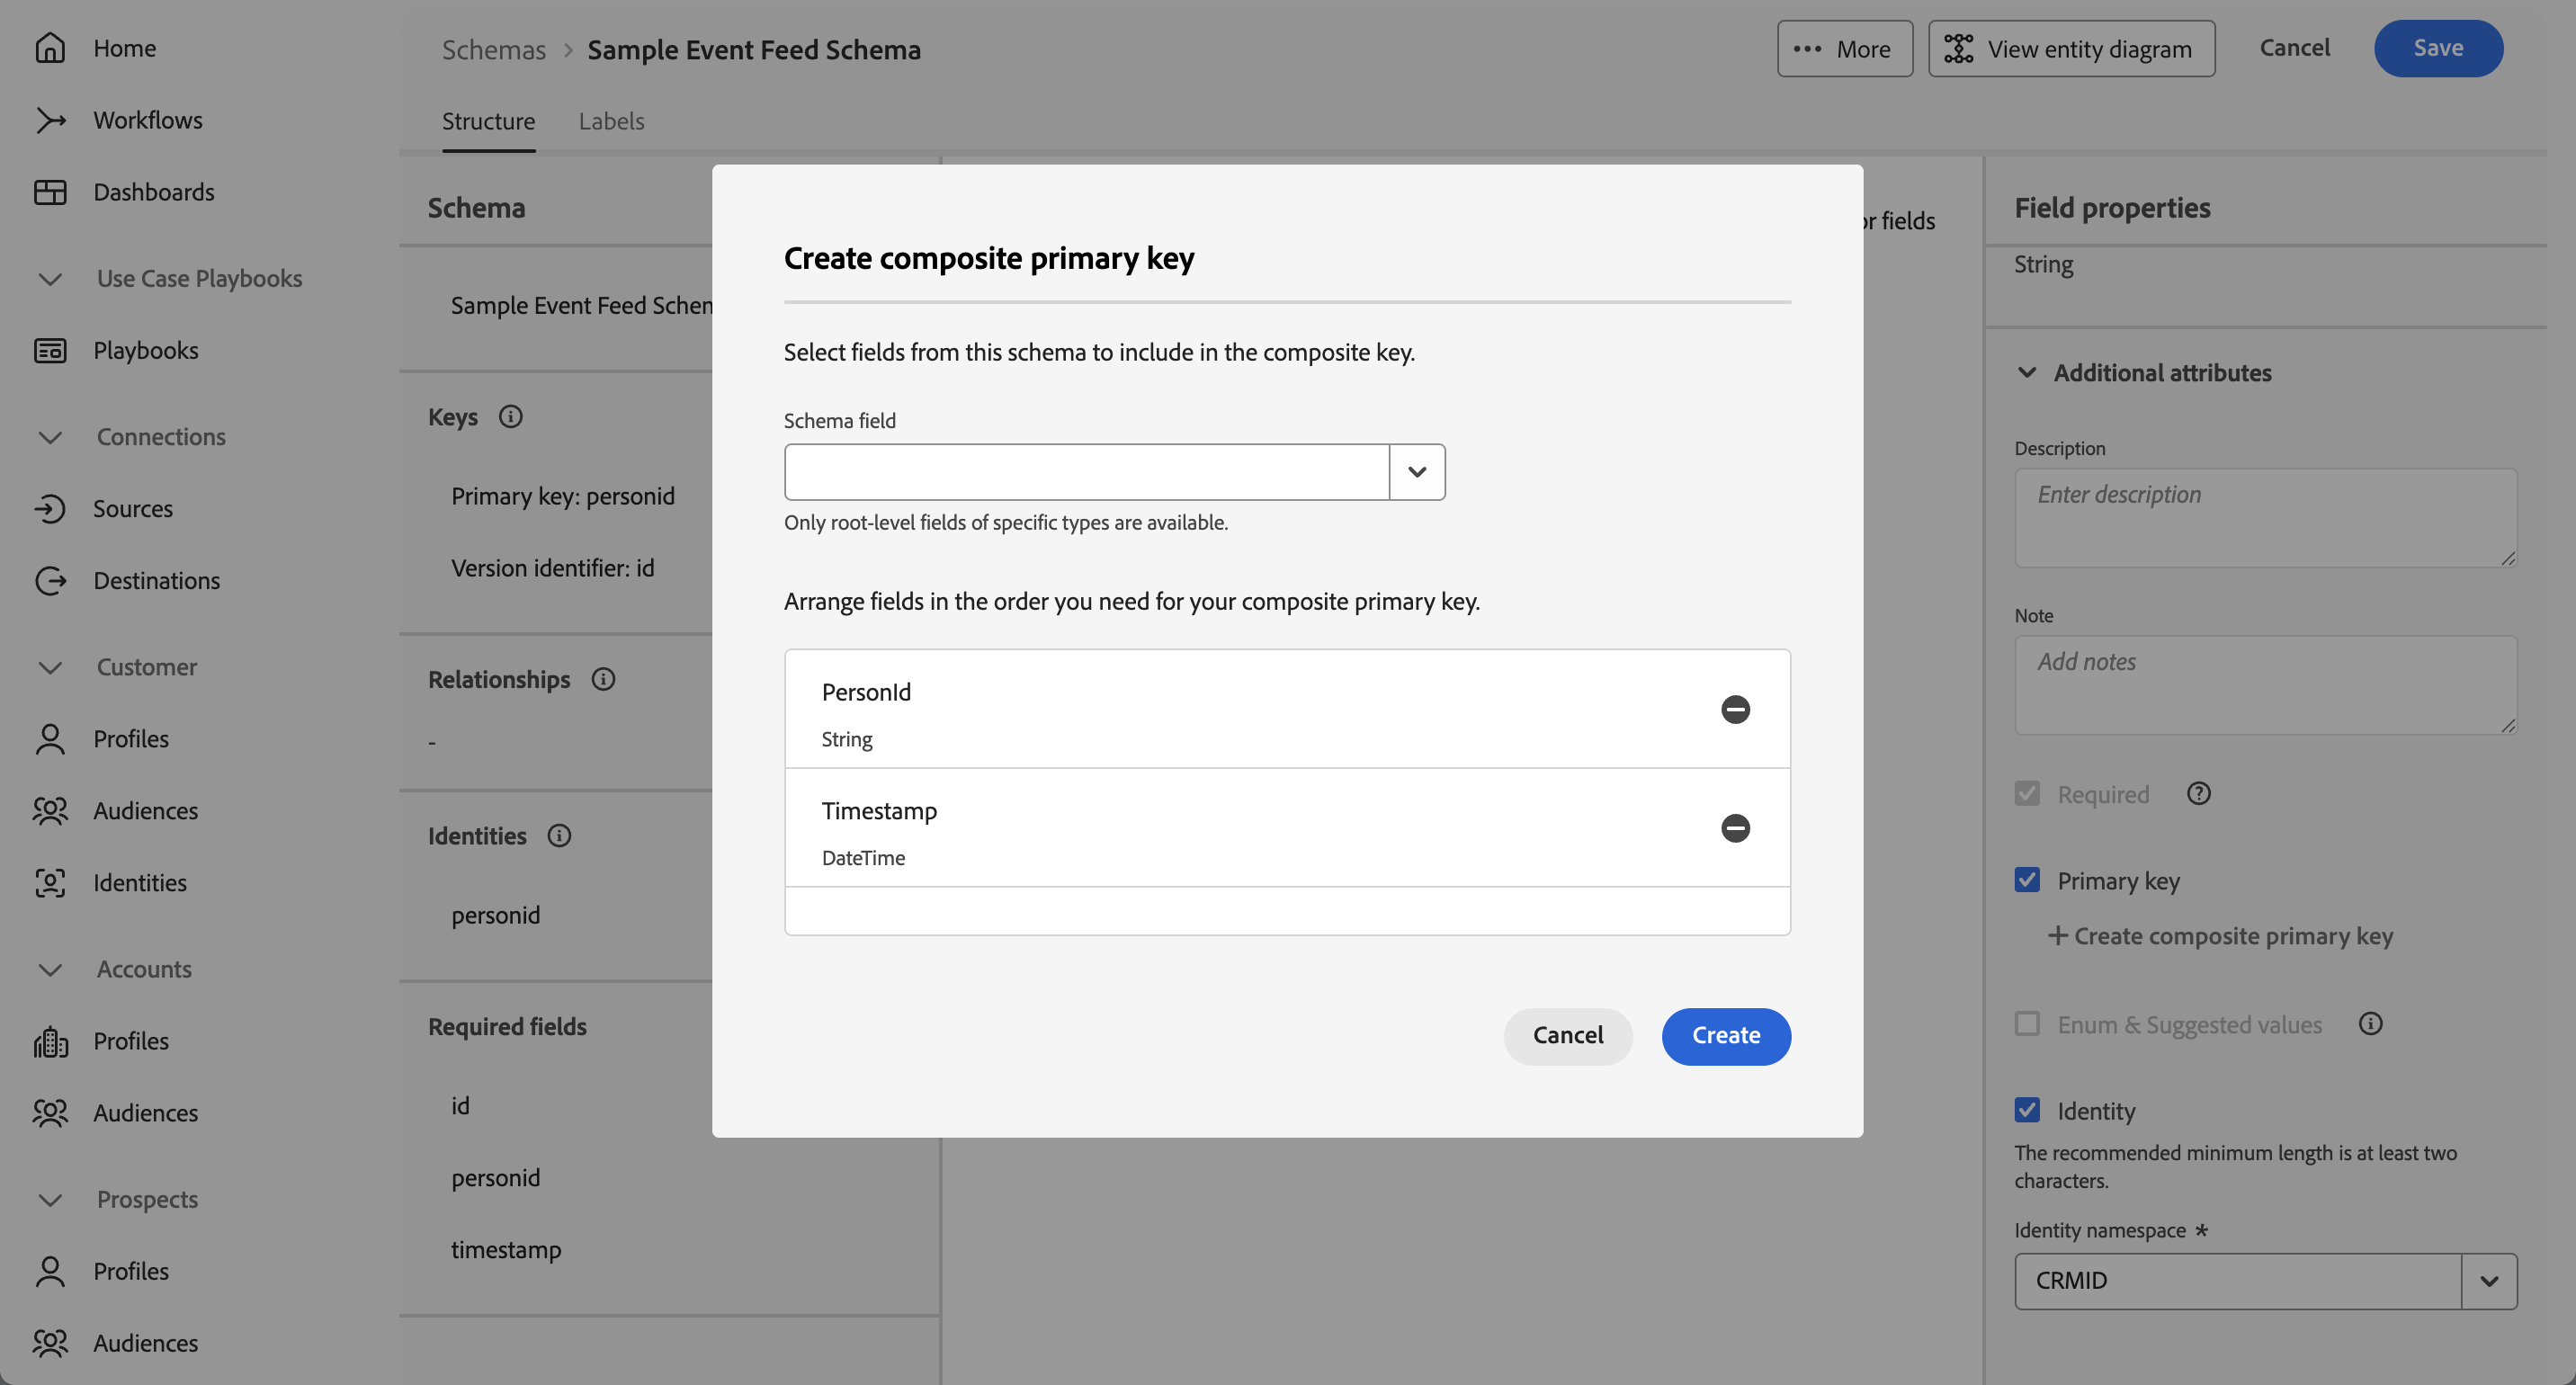 Home
Workflows
Dashboards
Use Case Playbooks
Playbooks
Connections
Sources
Destinations
Customer
Profiles
Audiences
Identities
Accounts
Profiles
Audiences
Prospects
Profiles
Audiences
Schemas > Sample Event Feed Schema
More
View entity diagram
Cancel
Save
Structure
Labels
Schema
Sample Event Feed Schem
Keys
Primary key: personid
Version identifier: id
Relationships
-
Identities
personid
Required fields
id
personid
timestamp
or fields
Create composite primary key
Select fields from this schema to include in the composite key.
Schema field
Only root-level fields of specific types are available.
Arrange fields in the order you need for your composite primary key.
PersonId
String
Timestamp
DateTime
Cancel
Create
Field properties
String
Additional attributes
Description
Enter description
Note
Add notes
Required
Primary key
+ Create composite primary key
Enum & Suggested values
Identity
The recommended minimum length is at least two
characters.
Identity namespace *
CRMID